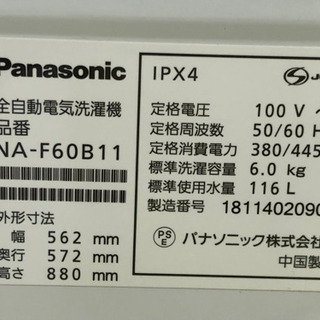 Panasonic
全自動電気洗濯機
品番
NA-F60B11
外形寸法
幅 562 mm
奥行 572 mm
高さ 880 mm
IPX4
定格電圧 100 V ~
定格周波数 50/60 H
定格消費電力 380/445
標準洗濯容量 6.0 k
標準使用水量 116 L
製造番号 1811402090
PS E パナソニック株式会
中国製